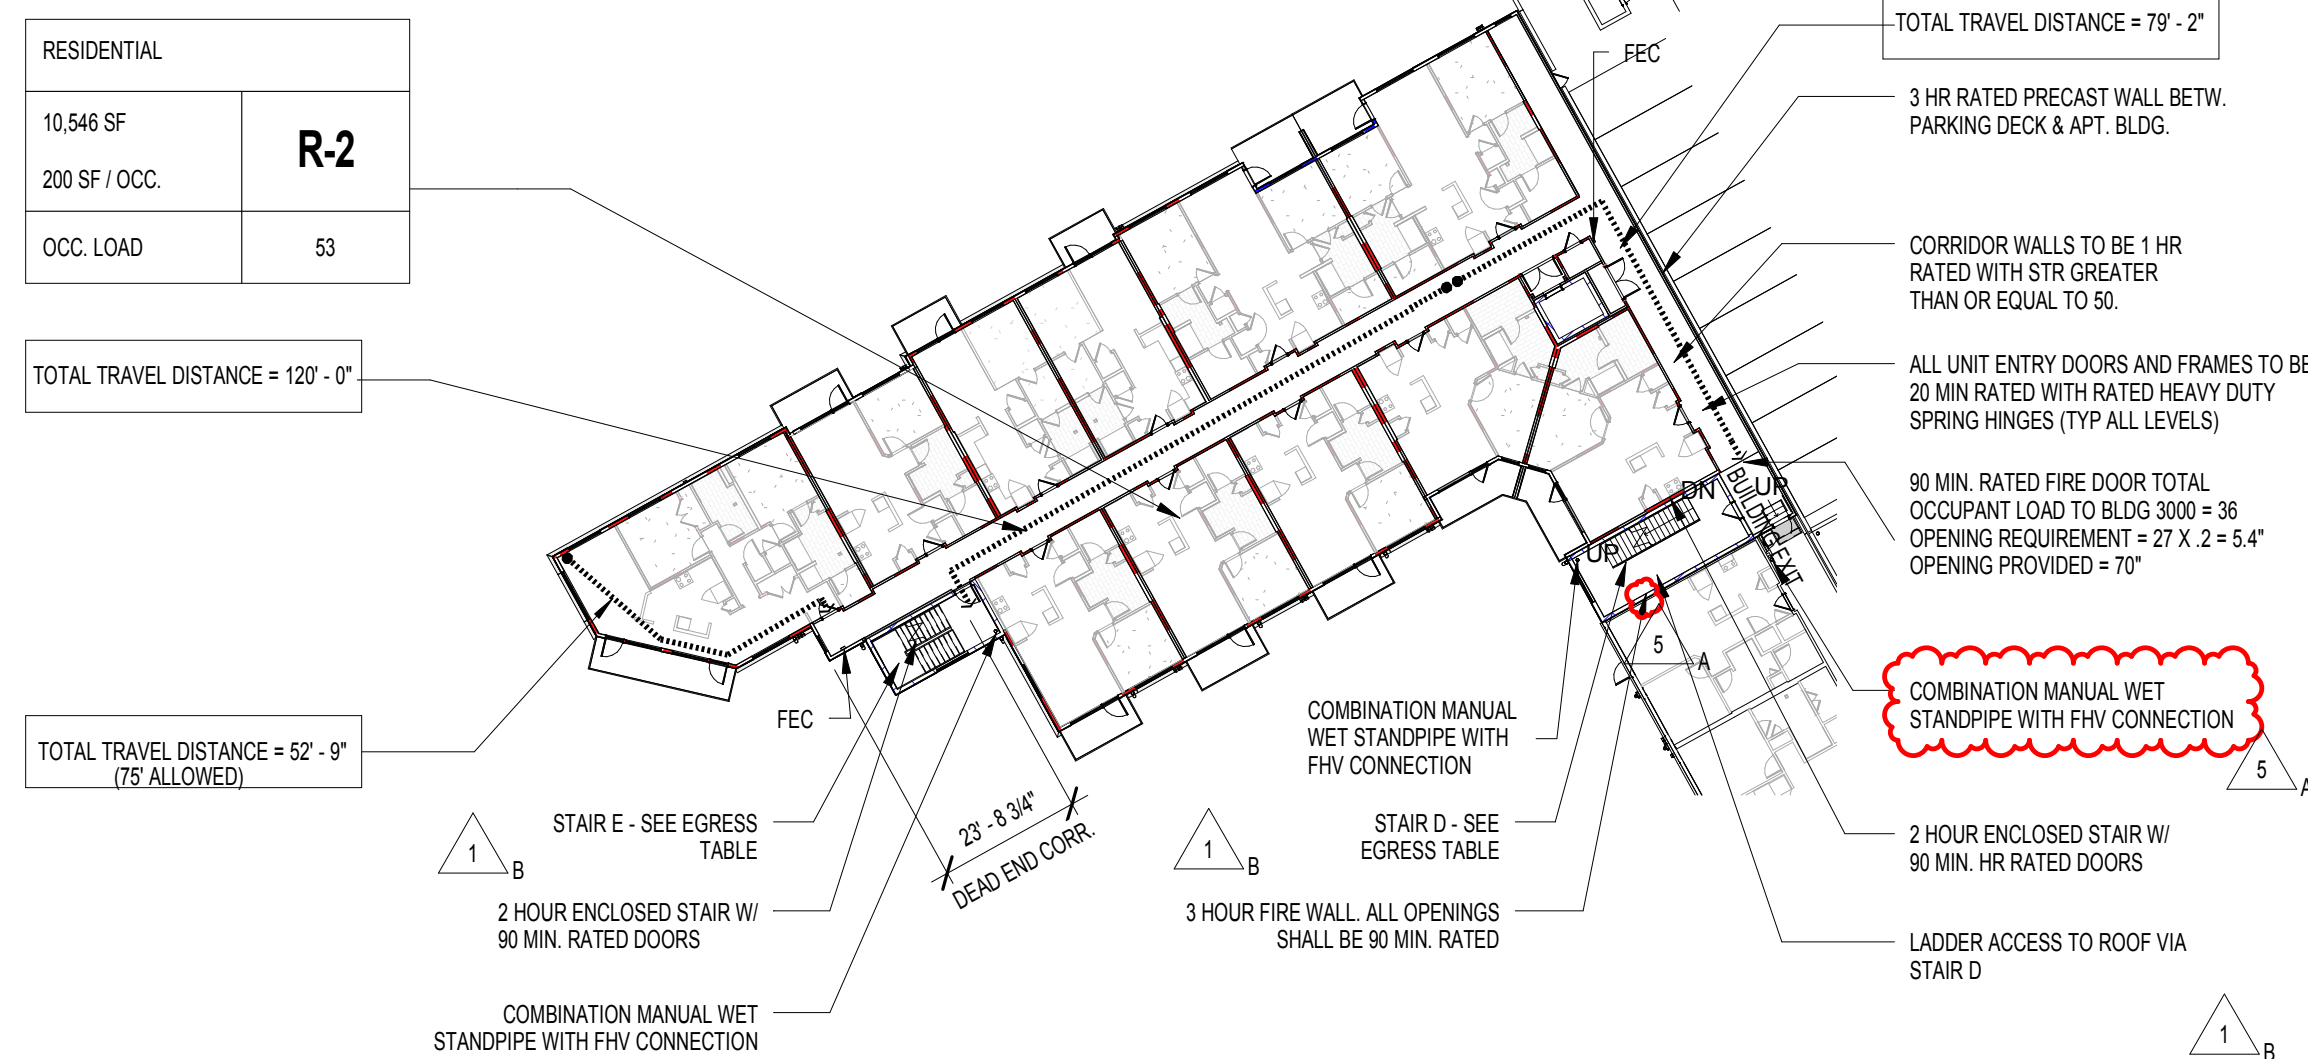 RESIDENTIAL
10,546 SF
200 SF / OCC.
R-2
OCC. LOAD
53
TOTAL TRAVEL DISTANCE = 120' - 0"
TOTAL TRAVEL DISTANCE = 52' - 9"
(75' ALLOWED)
FEC
TOTAL TRAVEL DISTANCE = 79' - 2"
3 HR RATED PRECAST WALL BETW.
PARKING DECK & APT. BLDG.
CORRIDOR WALLS TO BE 1 HR
RATED WITH STR GREATER
THAN OR EQUAL TO 50.
ALL UNIT ENTRY DOORS AND FRAMES TO BE
20 MIN RATED WITH RATED HEAVY DUTY
SPRING HINGES (TYP ALL LEVELS)
90 MIN. RATED FIRE DOOR TOTAL
OCCUPANT LOAD TO BLDG 3000 = 36
OPENING REQUIREMENT = 27 X .2 = 5.4"
OPENING PROVIDED = 70"
DN
UP
BUILDING EXIT
UP
5
A
COMBINATION MANUAL WET
STANDPIPE WITH FHV CONNECTION
5
A
FEC
STAIR E - SEE EGRESS
TABLE
1
B
2 HOUR ENCLOSED STAIR W/
90 MIN. RATED DOORS
COMBINATION MANUAL WET
STANDPIPE WITH FHV CONNECTION
23' - 8 3/4"
DEAD END CORR.
COMBINATION MANUAL
WET STANDPIPE WITH
FHV CONNECTION
STAIR D - SEE
EGRESS TABLE
1
B
3 HOUR FIRE WALL. ALL OPENINGS
SHALL BE 90 MIN. RATED
2 HOUR ENCLOSED STAIR W/
90 MIN. HR RATED DOORS
LADDER ACCESS TO ROOF VIA
STAIR D
1
B